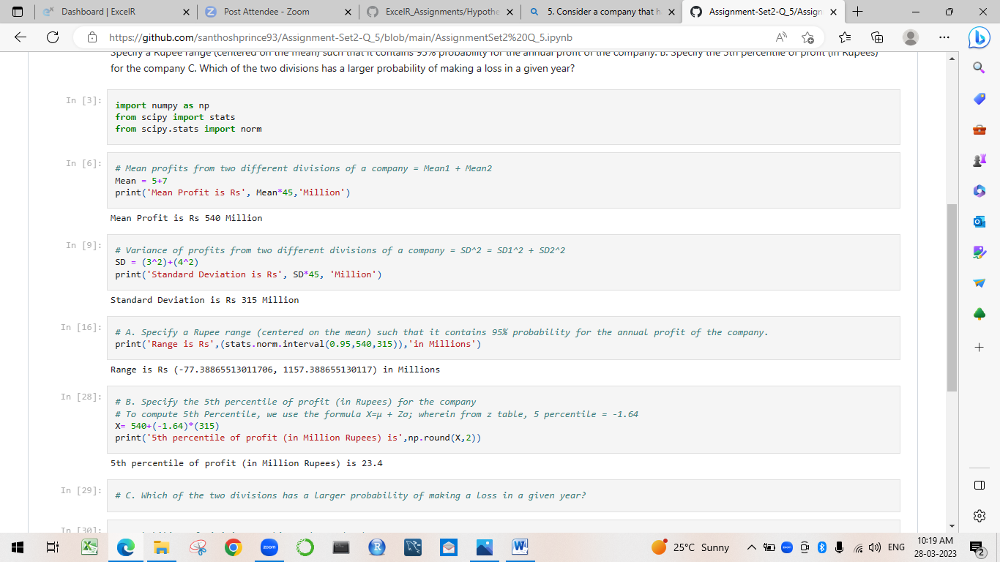 Dashboard | ExcelR
Post Attendee - Zoom
ExcelR_Assignments/Hypothe
5. Consider a company that h
Assignment-Set2-Q_5/Assign
https://github.com/santhoshprince93/Assignment-Set2-Q_5/blob/main/AssignmentSet2%20Q_5.ipynb
Specify a Rupee range (centered on the mean) such that it contains 95% probability for the annual profit of the company. B. Specify the 5th percentile of profit (in Rupees)
for the company C. Which of the two divisions has a larger probability of making a loss in a given year?
In [3]:
import numpy as np
from scipy import stats
from scipy.stats import norm
In [6]:
# Mean profits from two different divisions of a company = Mean1 + Mean2
Mean = 5+7
print('Mean Profit is Rs', Mean*45,'Million')
Mean Profit is Rs 540 Million
In [9]:
# Variance of profits from two different divisions of a company = SD^2 = SD1^2 + SD2^2
SD = (3^2)+(4^2)
print('Standard Deviation is Rs', SD*45, 'Million')
Standard Deviation is Rs 315 Million
In [16]:
# A. Specify a Rupee range (centered on the mean) such that it contains 95% probability for the annual profit of the company.
print('Range is Rs',(stats.norm.interval(0.95,540,315)),'in Millions')
Range is Rs (-77.38865513011706, 1157.388655130117) in Millions
In [28]:
# B. Specify the 5th percentile of profit (in Rupees) for the company
# To compute 5th Percentile, we use the formula X=μ + Zσ; wherein from z table, 5 percentile = -1.64
X= 540+(-1.64)*(315)
print('5th percentile of profit (in Million Rupees) is',np.round(X,2))
5th percentile of profit (in Million Rupees) is 23.4
In [29]:
# C. Which of the two divisions has a larger probability of making a loss in a given year?
In [30]:
25°C Sunny
ENG
10:19 AM
28-03-2023
2